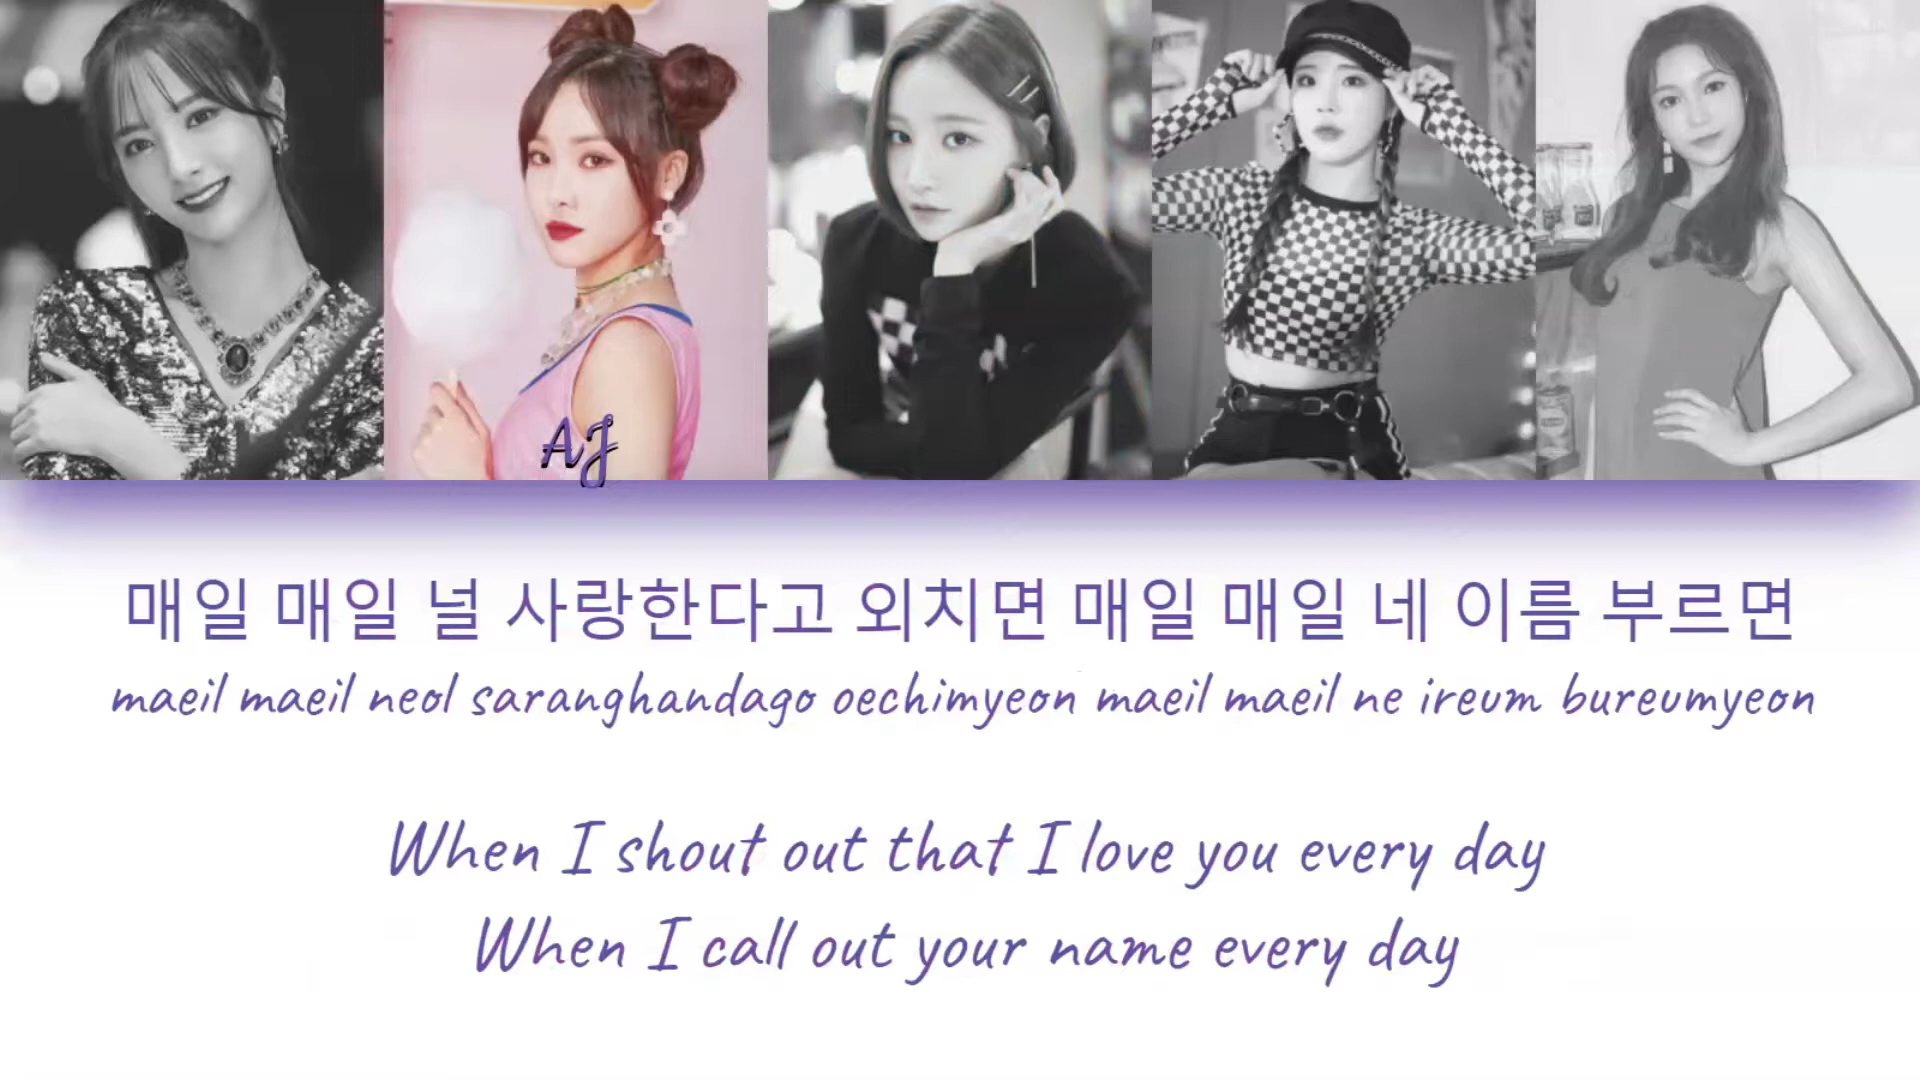 AJ
매일 매일 널 사랑한다고 외치면 매일 매일 네 이름 부르면
maeil maeil neol saranghandago oechimyeon maeil maeil ne ireum bureumyeon
When I shout out that I love you every day
When I call out your name every day